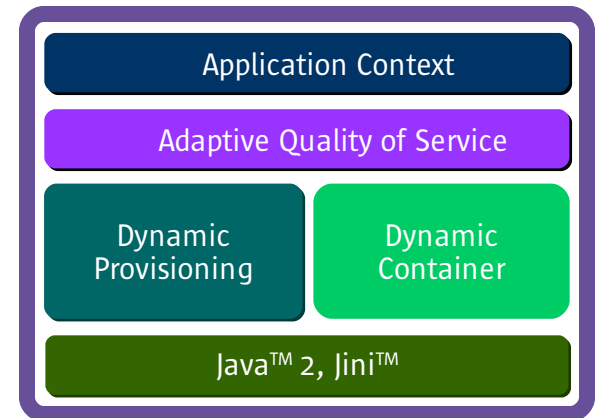 Application Context
Adaptive Quality of Service
Dynamic
Provisioning
Dynamic
Container
Java™ 2, Jini™